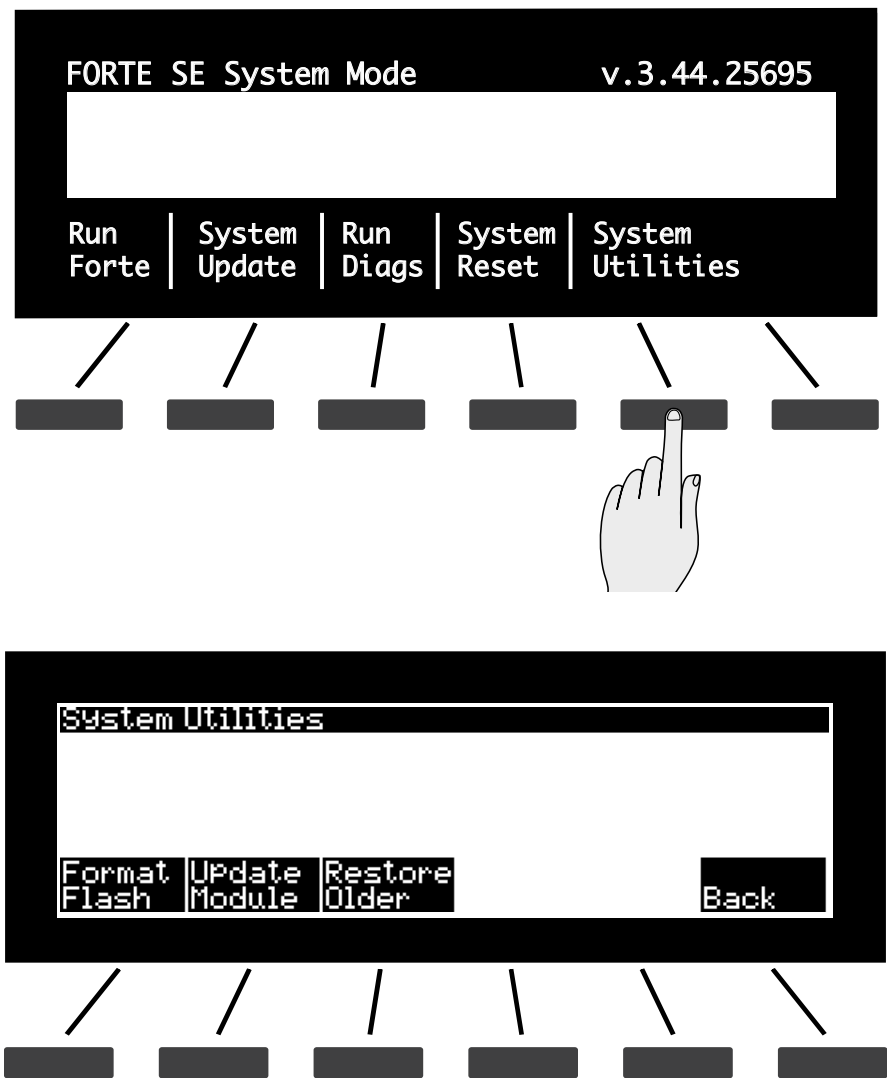 FORTE SE System Mode v.3.44.25695
Run System Run System System
Forte Update Diags Reset Utilities
System Utilities
Format Update Restore
Flash Module Older Back